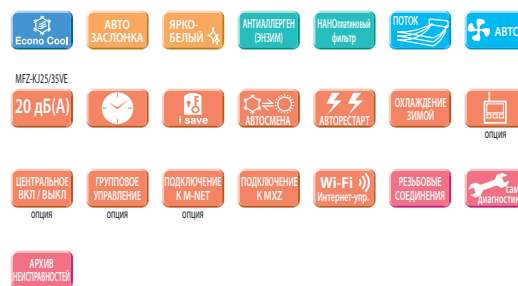 Econo Cool
АВТО
ЗАСЛОНКА
ЯРКО-
БЕЛЫЙ
АНТИАЛЛЕРГЕН
(ЭНЗИМ)
НАНОплатиновый
фильтр
ПОТОК
АВТО
MFZ-KJ25/35VE
20 дБ(А)
i save
АВТОСМЕНА
АВТОРЕСТАРТ
ОХЛАЖДЕНИЕ
ЗИМОЙ
опция
ЦЕНТРАЛЬНОЕ
ВКЛ / ВЫКЛ
опция
ГРУППОВОЕ
УПРАВЛЕНИЕ
опция
ПОДКЛЮЧЕНИЕ
К M-NET
опция
ПОДКЛЮЧЕНИЕ
К MXZ
Wi-Fi
Интернет-упр.
РЕЗЬБОВЫЕ
СОЕДИНЕНИЯ
сам
диагностик
АРХИВ
НЕИСПРАВНОСТЕЙ